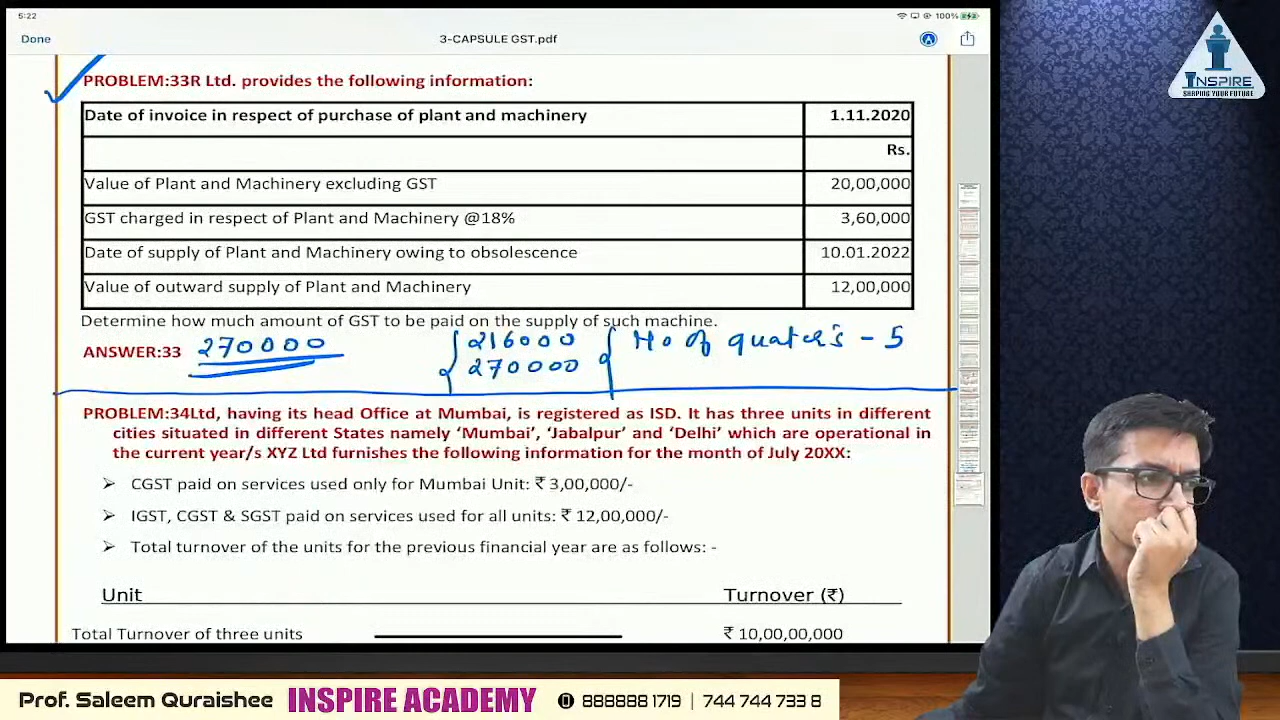 5:22
100%
Done
3-CAPSULE GST.pdf
INSPIRE
SHAPING YOUR FUTURE
PROBLEM:33R Ltd. provides the following information:
Date of invoice in respect of purchase of plant and machinery 1.11.2020
Rs.
Value of Plant and Machinery excluding GST 20,00,000
GST charged in respect of Plant and Machinery @18% 3,60,000
Date of supply of Plant and Machinery owing to obsolescence 10.01.2022
Value of outward supply of Plant and Machinery 12,00,000
Determine how much amount of GST to be paid on the supply of such machine.
ANSWER:33 270000
216000
270000
No of quater's - 5
PROBLEM:34Ltd, having its head Office at Mumbai, is registered as ISD. It has three units in different
cities situated in different States namely ‘Mumbai’, ‘Jabalpur’ and ‘Delhi’ which are operational in
the current year/s XYZ Ltd furnishes the following information for the month of July 20XX:
➢ CGST paid on services used only for Mumbai Unit: ₹ 3,00,000/-
➢ IGST, CGST & SGST paid on services used for all units: ₹ 12,00,000/-
➢ Total turnover of the units for the previous financial year are as follows: -
Unit Turnover (₹)
Total Turnover of three units ₹ 10,00,00,000
Prof. Saleem Quraishee INSPIRE ACADEMY 888888 1719 | 744 744 733 8